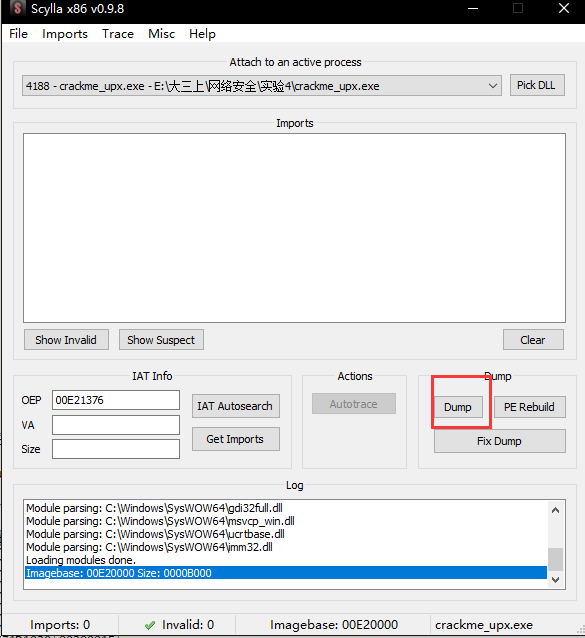 Scylla x86 v0.9.8
File Imports Trace Misc Help
Attach to an active process
4188 - crackme_upx.exe - E:\大三上\网络安全\实验4\crackme_upx.exe
Pick DLL
Imports
Show Invalid Show Suspect Clear
IAT Info
OEP 00E21376
VA
Size
IAT Autosearch
Get Imports
Actions
Autotrace
Dump
Dump PE Rebuild
Fix Dump
Log
Module parsing: C:\Windows\SysWOW64\gdi32full.dll
Module parsing: C:\Windows\SysWOW64\msvcp_win.dll
Module parsing: C:\Windows\SysWOW64\ucrtbase.dll
Module parsing: C:\Windows\SysWOW64\imm32.dll
Loading modules done.
Imagebase: 00E20000 Size: 0000B000
Imports: 0 Invalid: 0 Imagebase: 00E20000 crackme_upx.exe